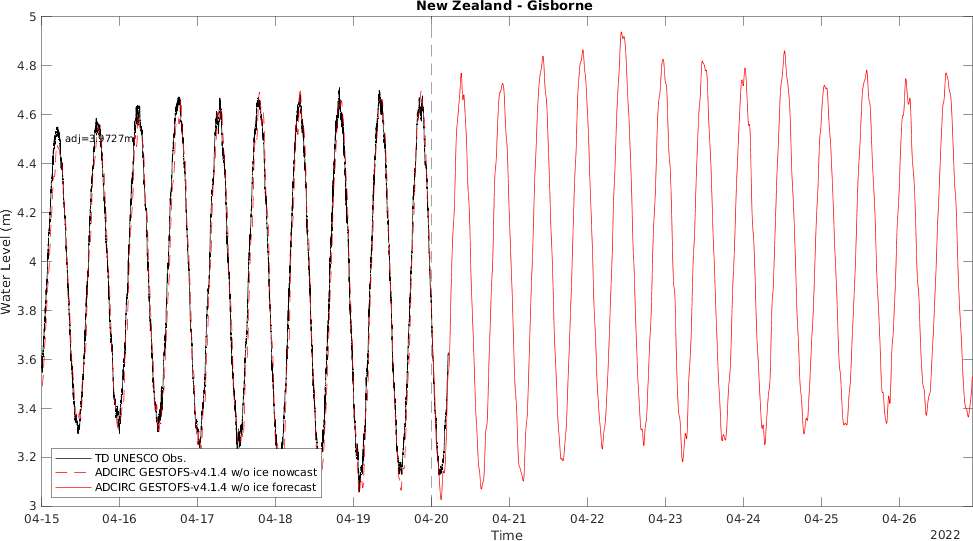 New Zealand - Gisborne
5
4.8
4.6
4.4
4.2
4
3.8
3.6
3.4
3.2
3
Water Level (m)
adj=3.9727m
TD UNESCO Obs.
ADCIRC GESTOFS-v4.1.4 w/o ice nowcast
ADCIRC GESTOFS-v4.1.4 w/o ice forecast
04-15 04-16 04-17 04-18 04-19 04-20 04-21 04-22 04-23 04-24 04-25 04-26
Time
2022